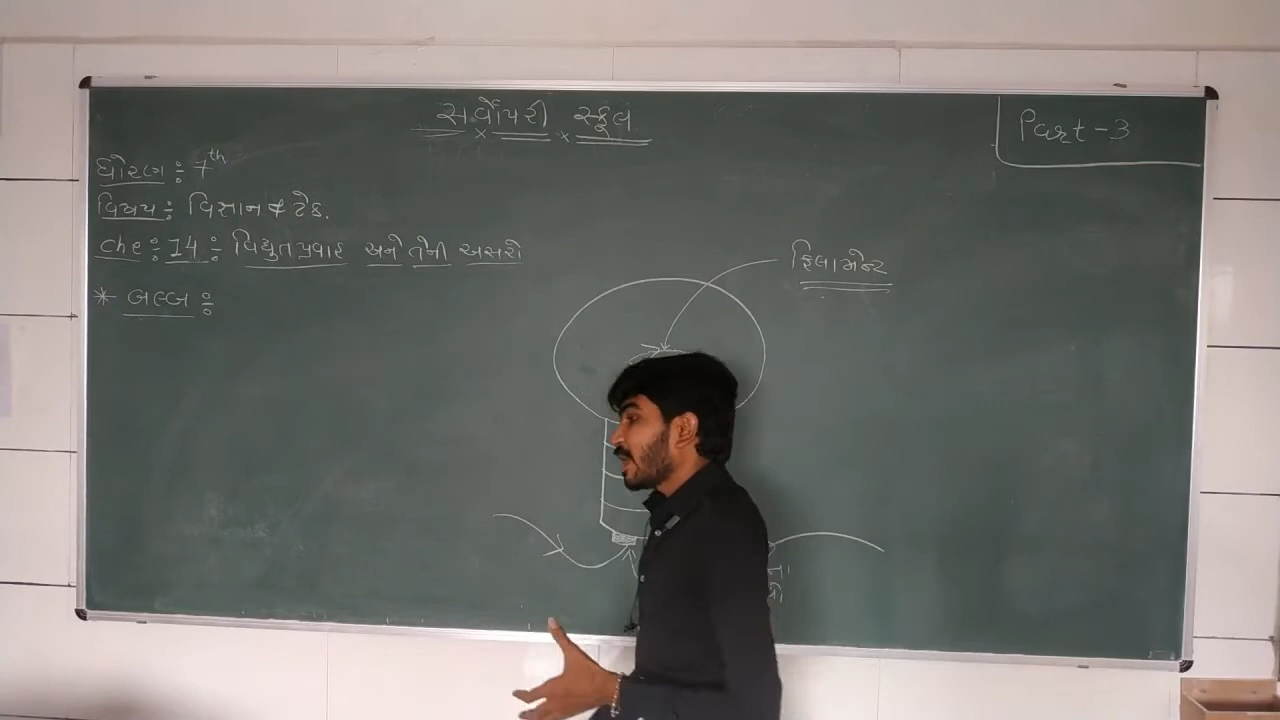 સર્વોપરી સ્કૂલ
Part-3
ધોરણ : 7th
વિષય : વિજ્ઞાન & ટેક.
che : 14 : વિદ્યુતપ્રવાહ અને તેની અસરો
* બલ્બ :
ફિલામેન્ટ